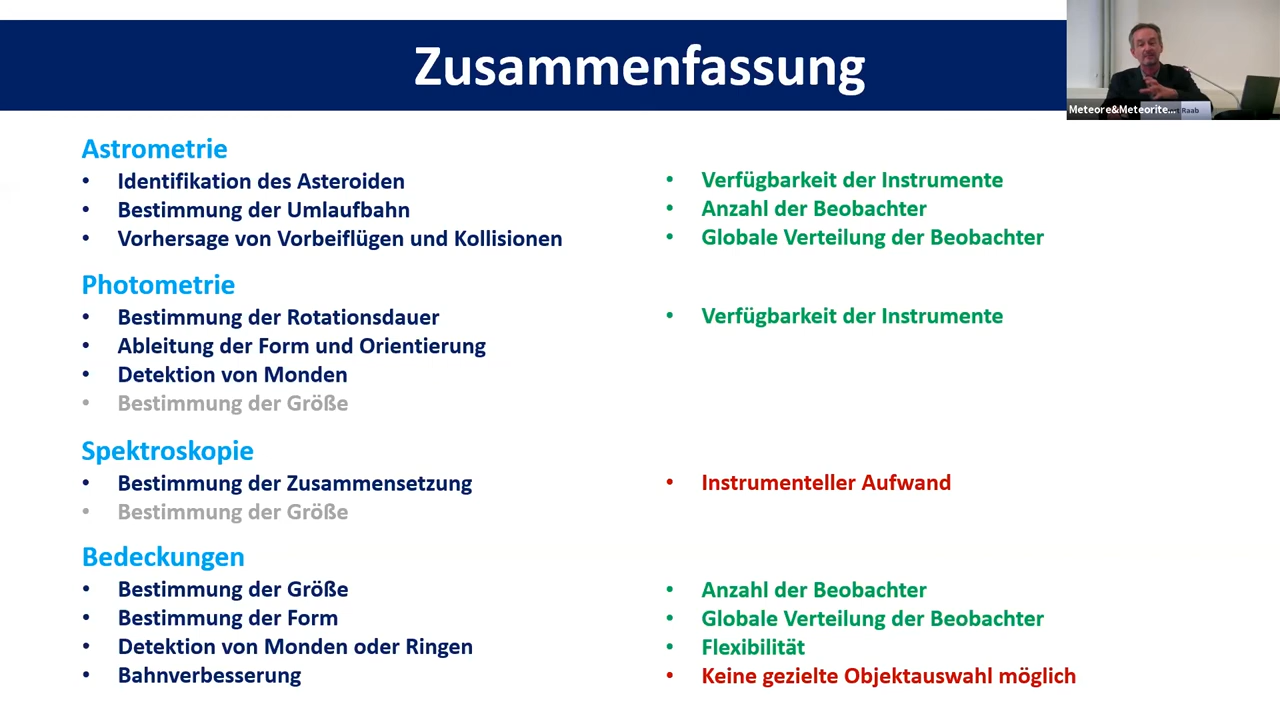 Zusammenfassung
Meteore&Meteorite...
Raab
Astrometrie
• Identifikation des Asteroiden
• Bestimmung der Umlaufbahn
• Vorhersage von Vorbeiflügen und Kollisionen
• Verfügbarkeit der Instrumente
• Anzahl der Beobachter
• Globale Verteilung der Beobachter
Photometrie
• Bestimmung der Rotationsdauer
• Ableitung der Form und Orientierung
• Detektion von Monden
• Bestimmung der Größe
• Verfügbarkeit der Instrumente
Spektroskopie
• Bestimmung der Zusammensetzung
• Bestimmung der Größe
• Instrumenteller Aufwand
Bedeckungen
• Bestimmung der Größe
• Bestimmung der Form
• Detektion von Monden oder Ringen
• Bahnverbesserung
• Anzahl der Beobachter
• Globale Verteilung der Beobachter
• Flexibilität
• Keine gezielte Objektauswahl möglich